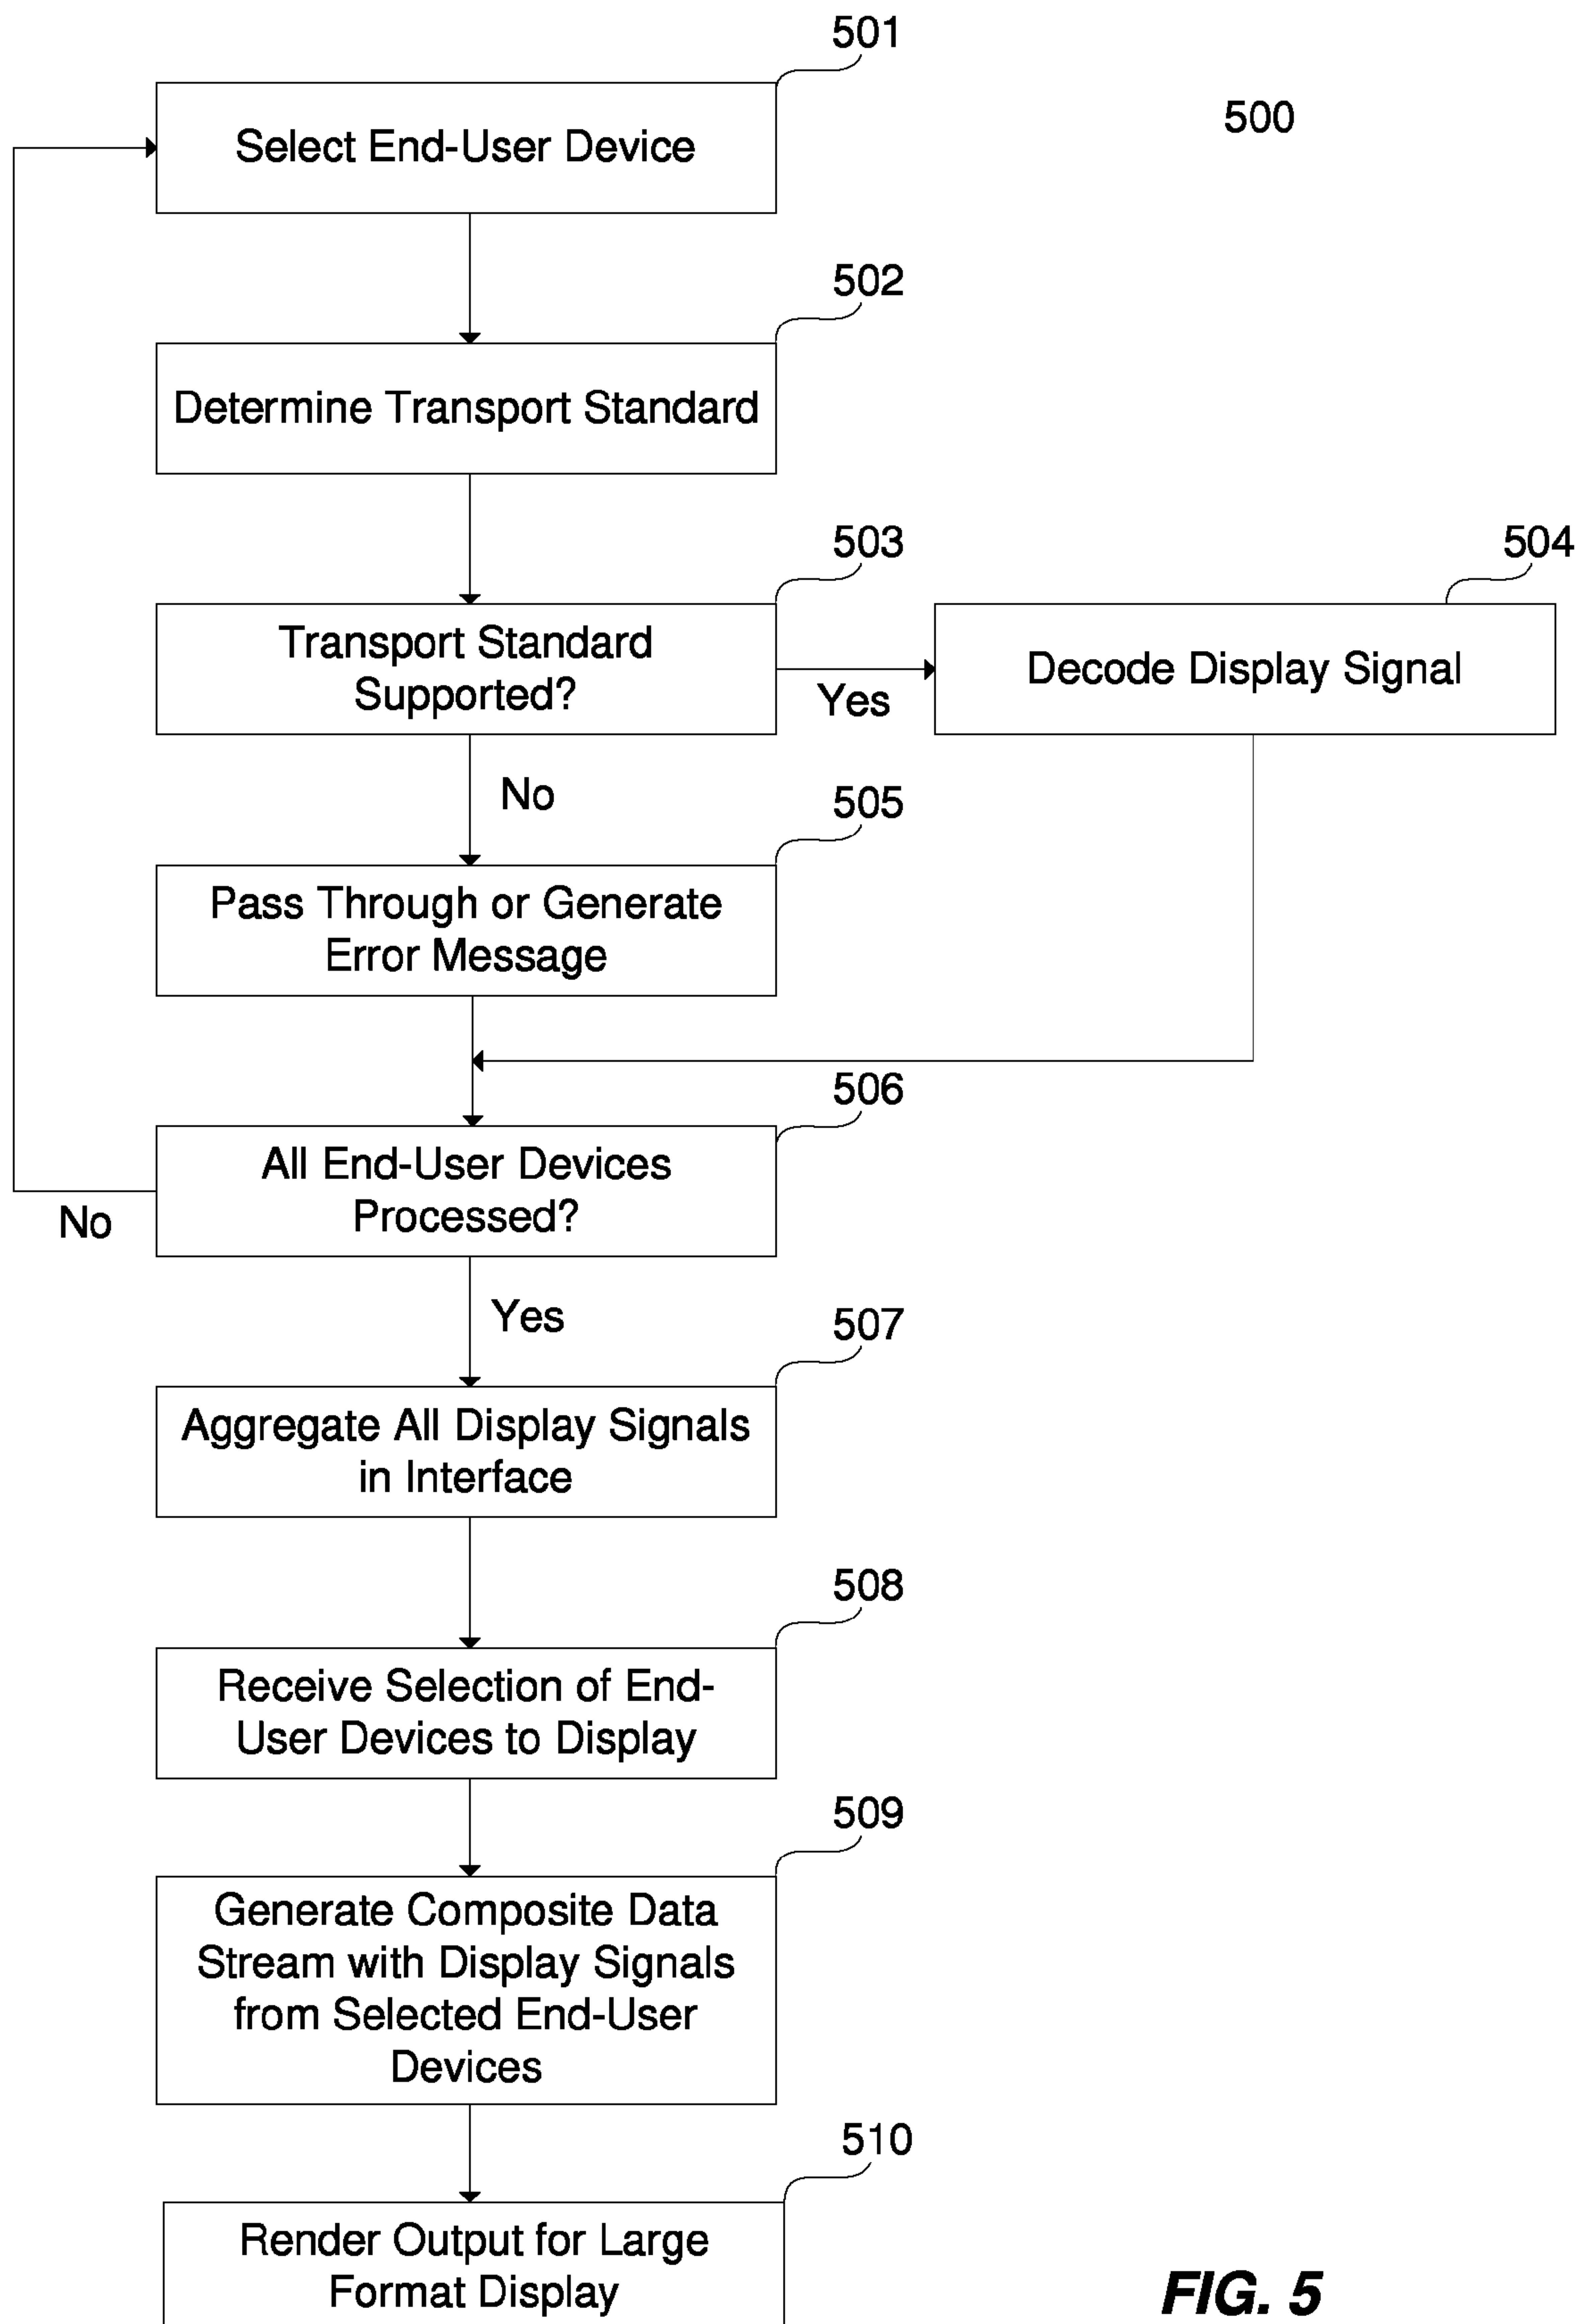 501
500
Select End-User Device
502
Determine Transport Standard
503
504
Transport Standard
Supported?
Yes
Decode Display Signal
No
505
Pass Through or Generate
Error Message
506
All End-User Devices
Processed?
No
Yes
507
Aggregate All Display Signals
in Interface
508
Receive Selection of End-
User Devices to Display
509
Generate Composite Data
Stream with Display Signals
from Selected End-User
Devices
510
Render Output for Large
Format Display
FIG. 5